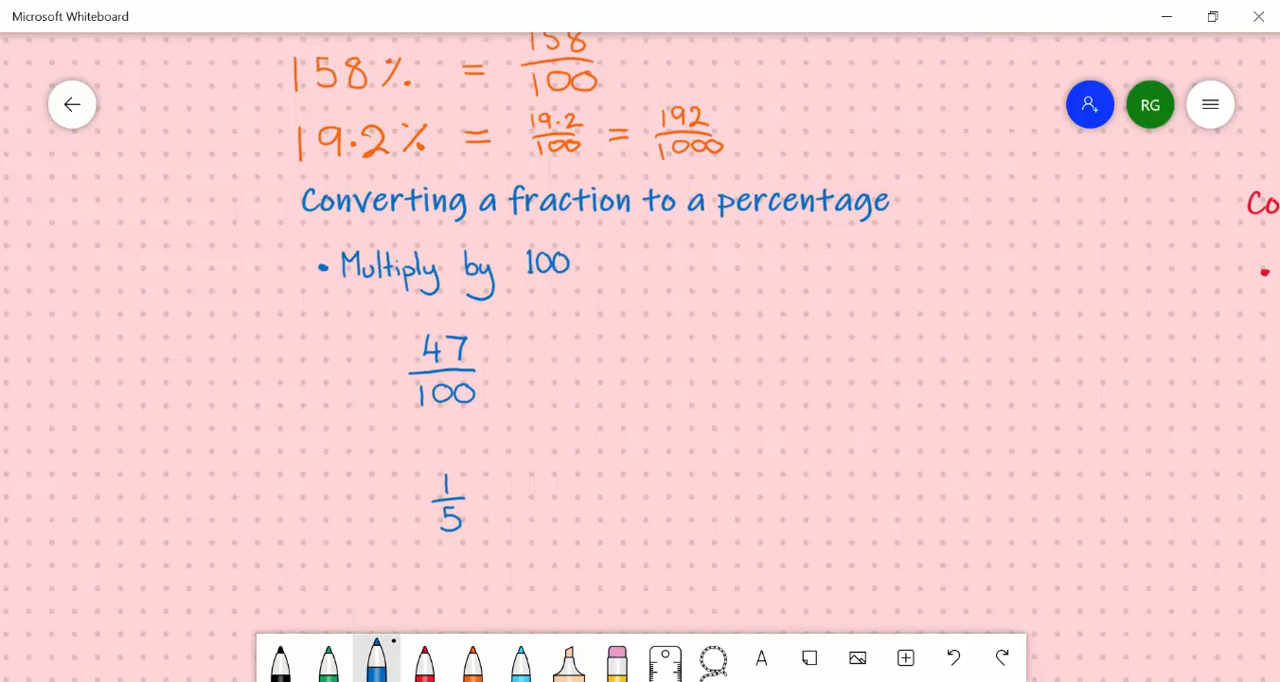 Microsoft Whiteboard
158% = 158/100
RG
19.2% = 19.2/100 = 192/1000
Converting a fraction to a percentage
Co
• Multiply by 100
•
47/100
1/5
A